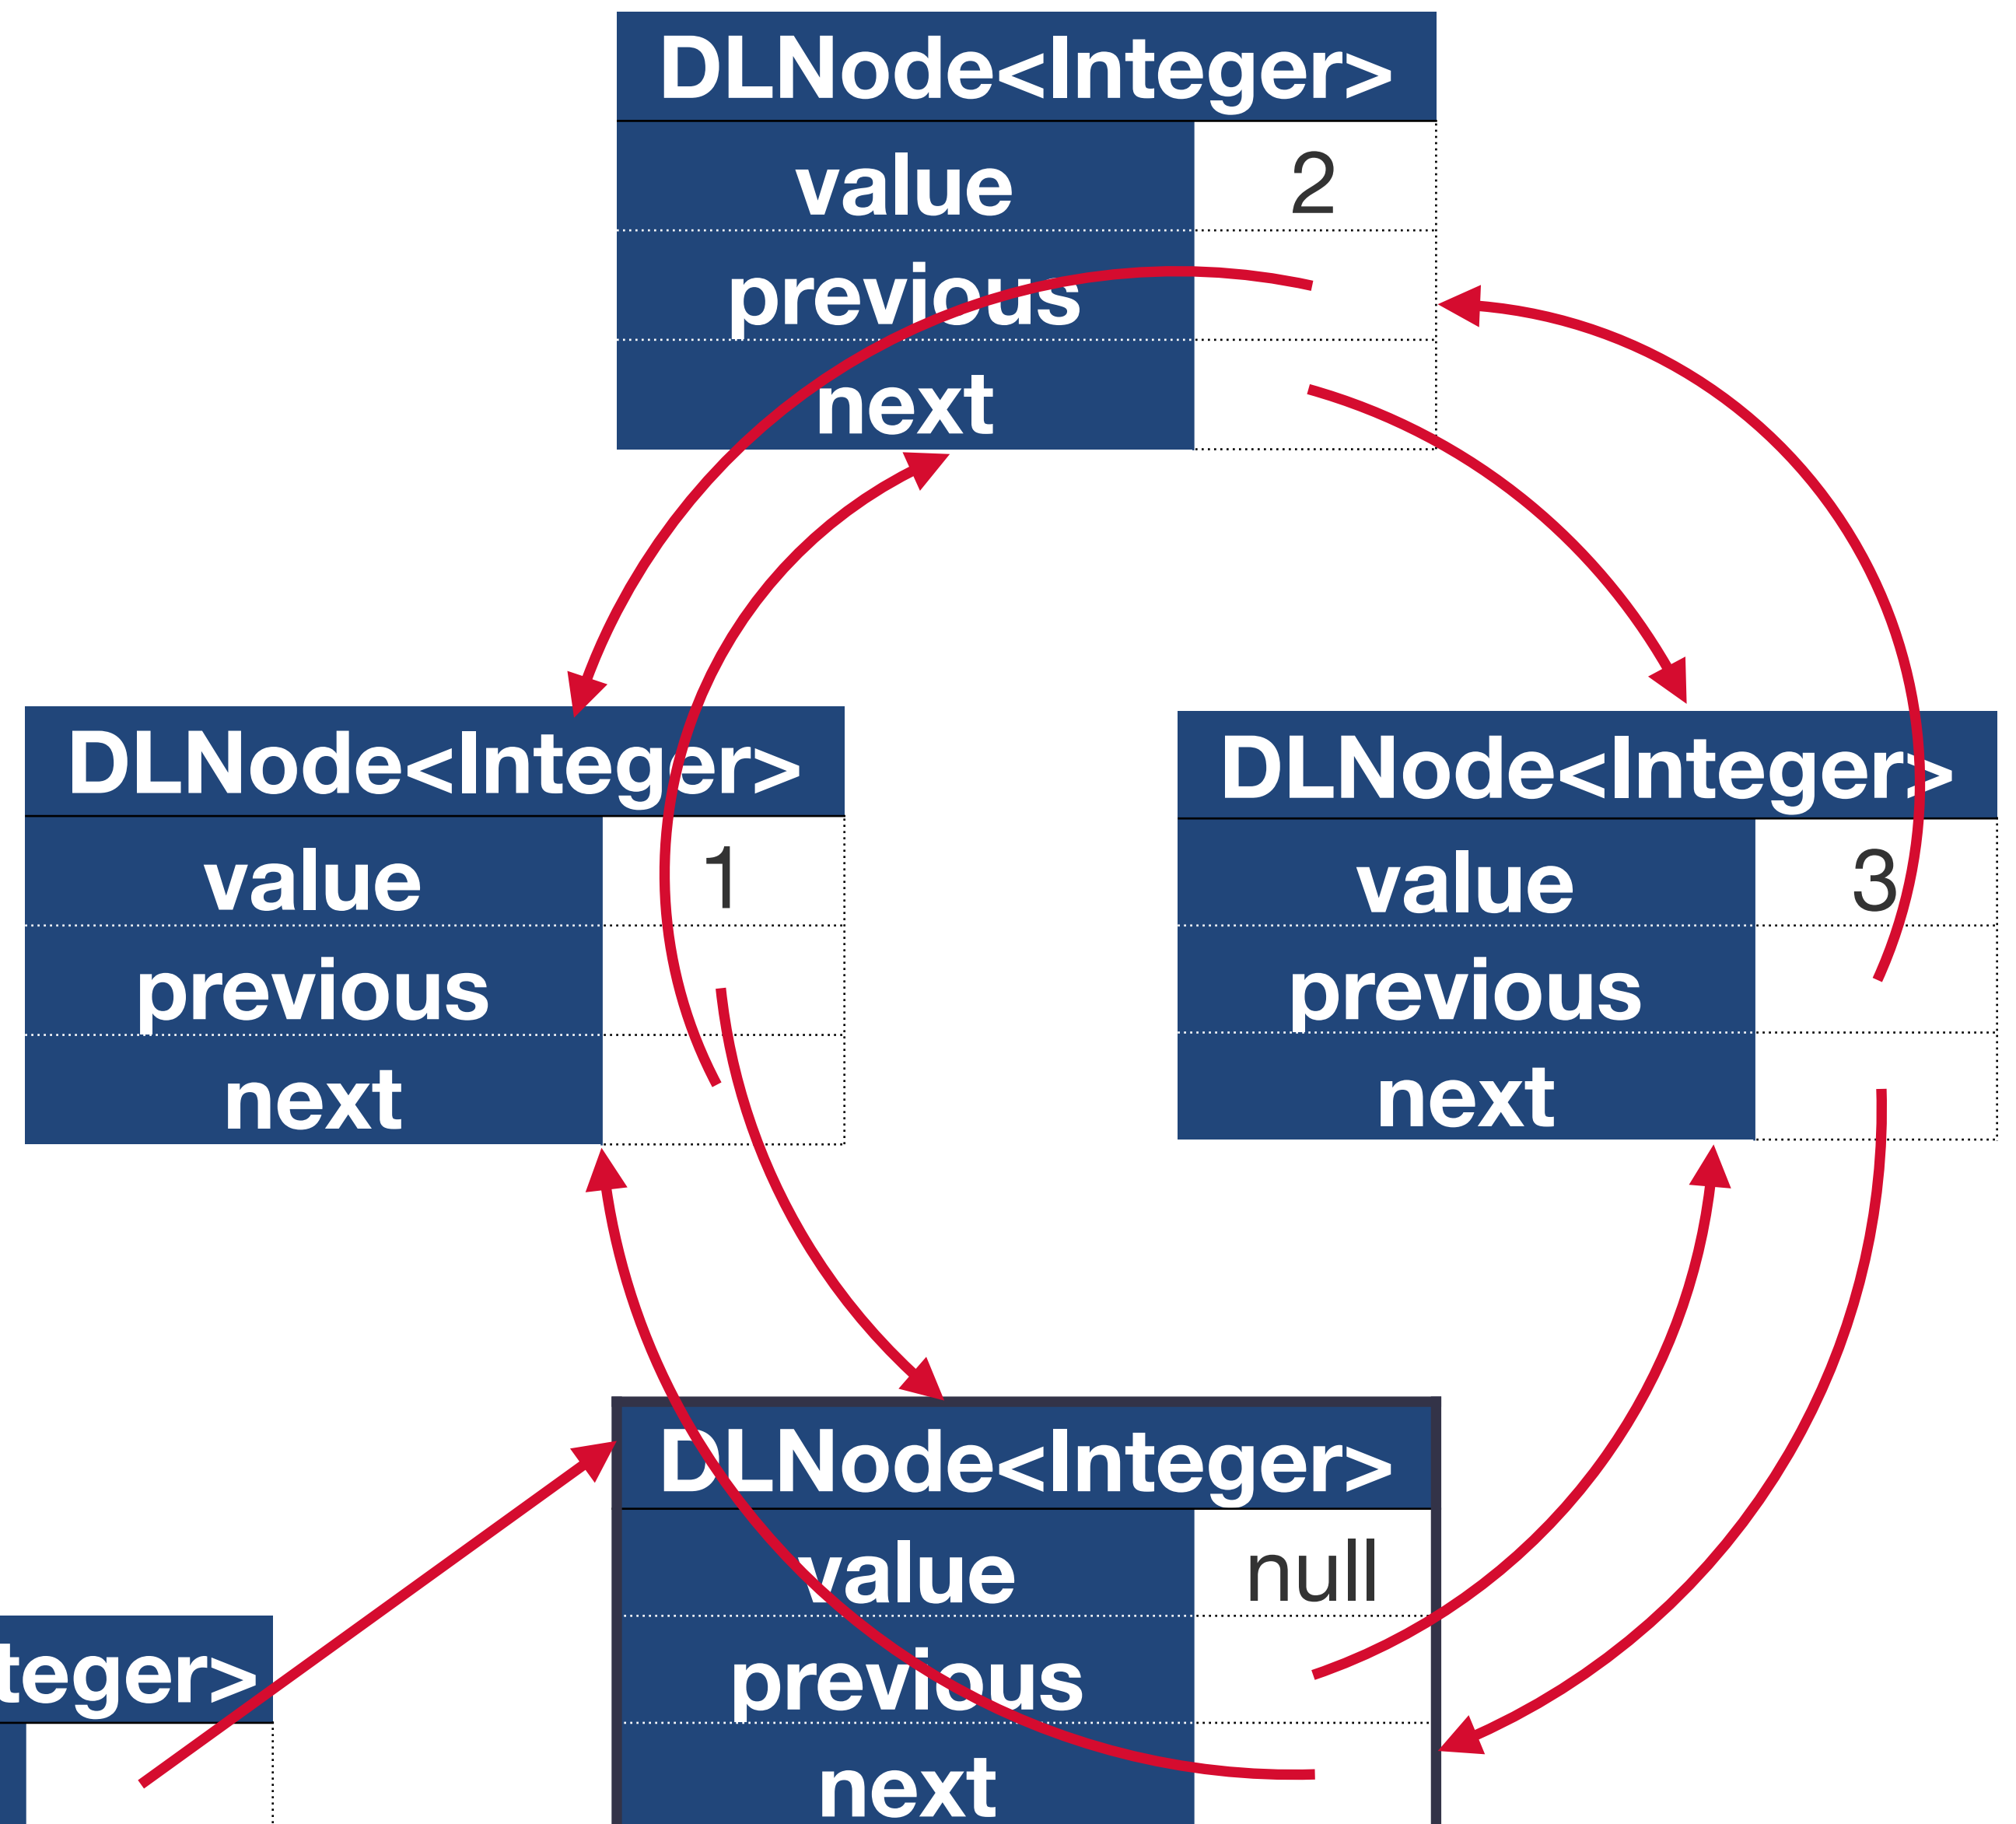 DLNode<Integer>
value 2
previous
next
DLNode<Integer>
value 1
previous
next
DLNode<Integer>
value 3
previous
next
DLNode<Integer>
value null
previous
next
teger>